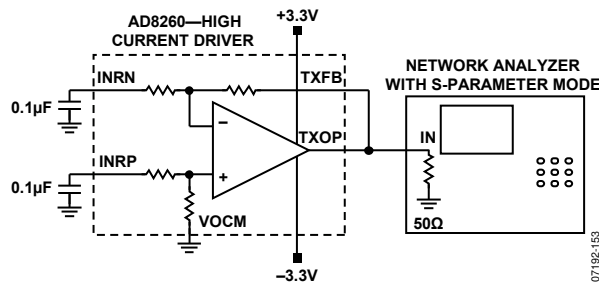 AD8260—HIGH
CURRENT DRIVER
+3.3V
NETWORK ANALYZER
WITH S-PARAMETER MODE
INRN
TXFB
0.1µF
–
TXOP
IN
INRP
+
0.1µF
VOCM
50Ω
–3.3V
07192-153